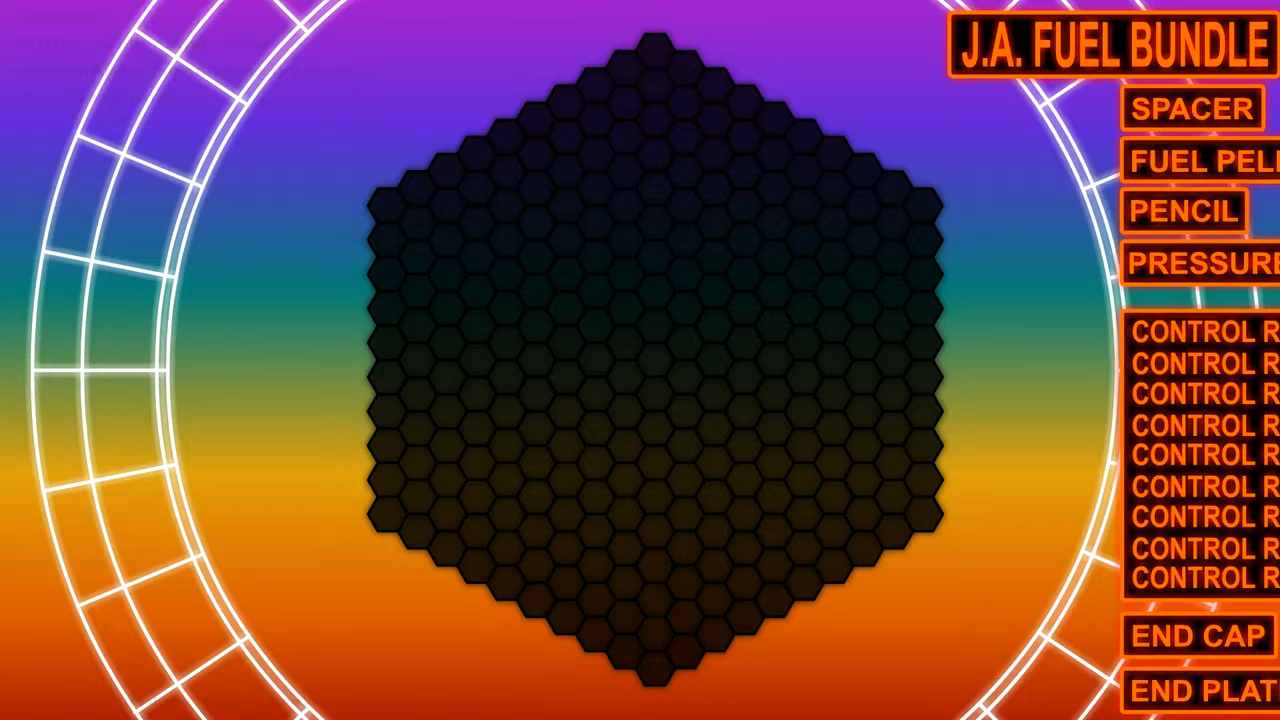 J.A. FUEL BUNDLE
SPACER
FUEL PELL
PENCIL
PRESSURE
CONTROL R
CONTROL R
CONTROL R
CONTROL R
CONTROL R
CONTROL R
CONTROL R
CONTROL R
CONTROL R
END CAP
END PLAT